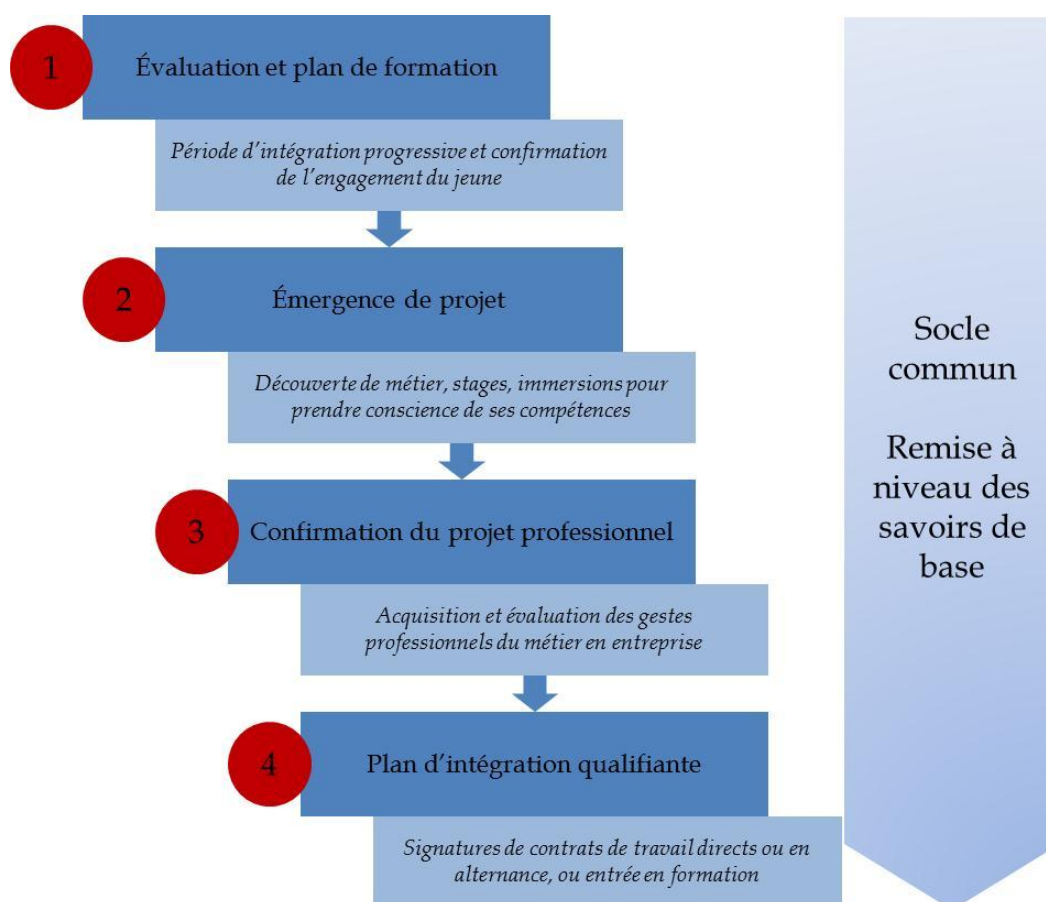 1
Évaluation et plan de formation
Période d'intégration progressive et confirmation
de l'engagement du jeune
2
Émergence de projet
Découverte de métier, stages, immersions pour
prendre conscience de ses compétences
3
Confirmation du projet professionnel
Acquisition et évaluation des gestes
professionnels du métier en entreprise
4
Plan d'intégration qualifiante
Signatures de contrats de travail directs ou en
alternance, ou entrée en formation
Socle
commun
Remise à
niveau des
savoirs de
base